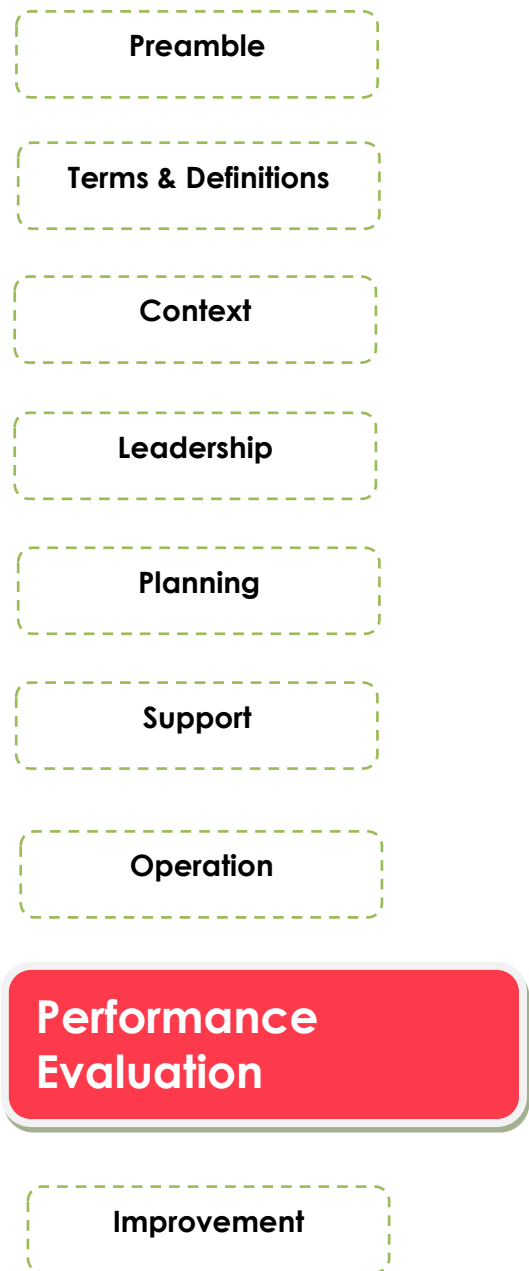 Preamble
Terms & Definitions
Context
Leadership
Planning
Support
Operation
Performance
Evaluation
Improvement